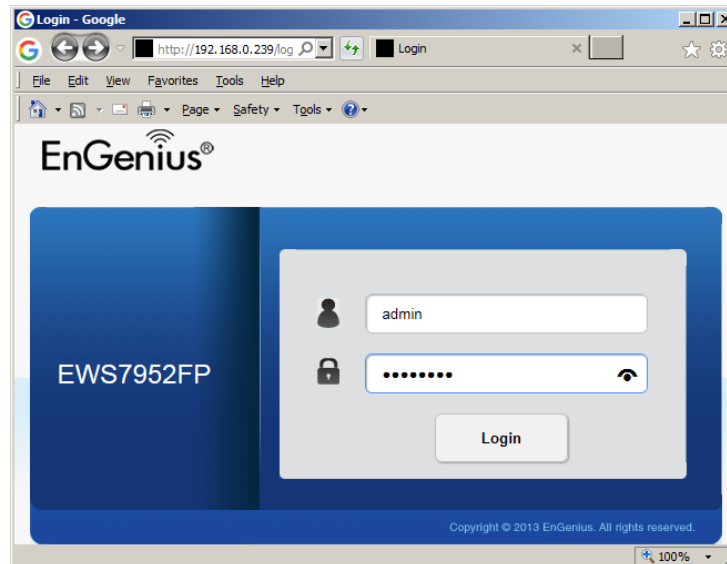 Login - Google
http://192.168.0.239/log
Login
File Edit View Favorites Tools Help
Page Safety Tools
EnGenius®
EWS7952FP
admin
••••••••
Login
Copyright © 2013 EnGenius. All rights reserved.
100%